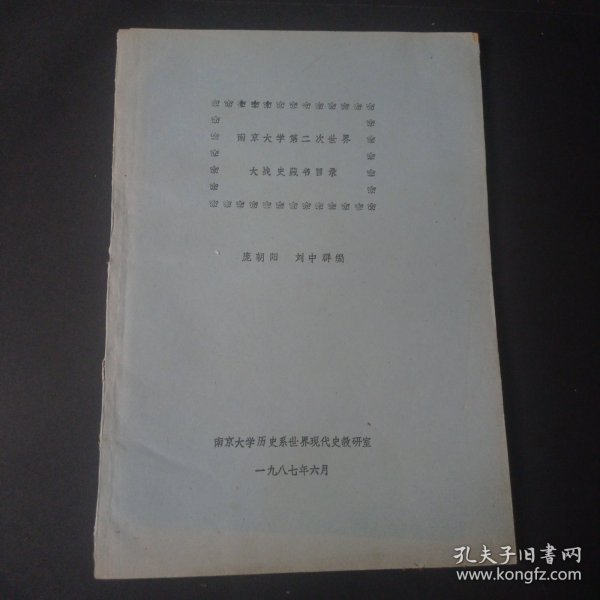 南京大学第二次世界
大战史藏书目录
庞朝阳 刘中群编
南京大学历史系世界现代史教研室
一九八七年六月
孔夫子旧书网
www.kongfz.com